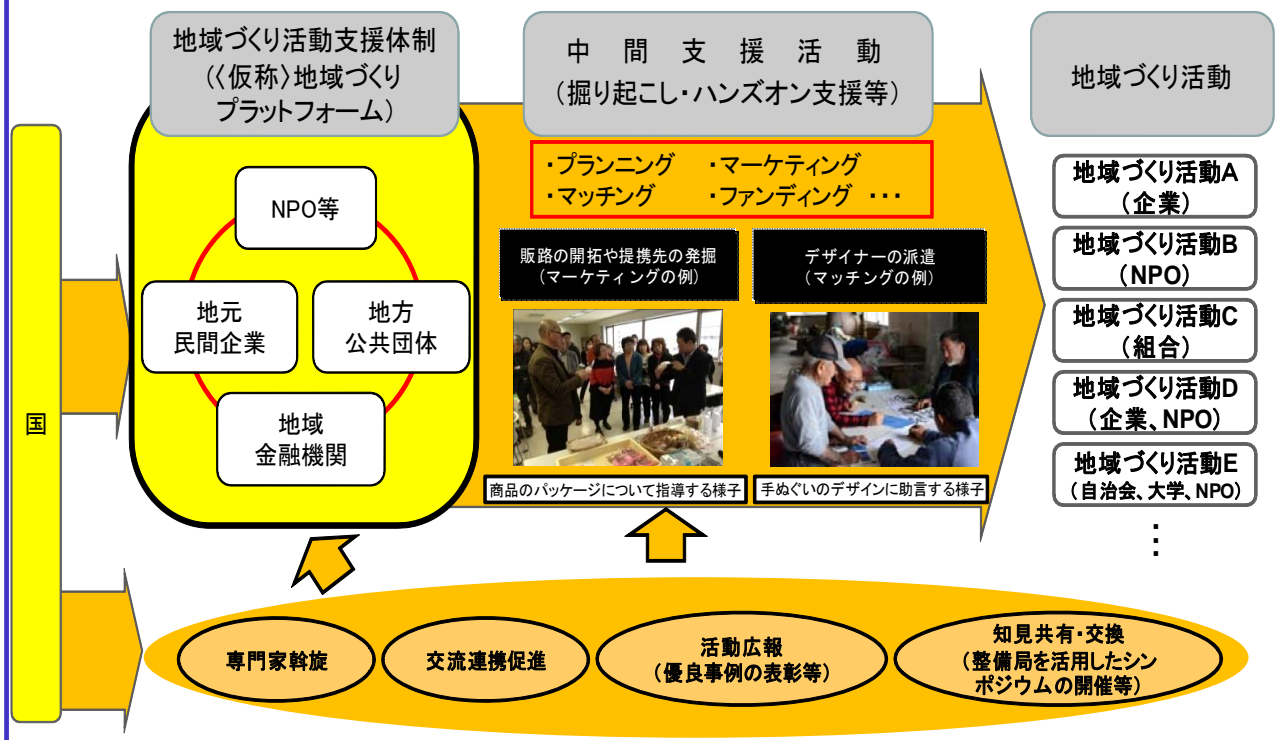 地域づくり活動支援体制
(〈仮称〉地域づくり
プラットフォーム)
中間支援活動
(掘り起こし・ハンズオン支援等)
地域づくり活動
国
NPO等
地元
民間企業
地方
公共団体
地域
金融機関
・プランニング ・マーケティング
・マッチング ・ファンディング ・・・
販路の開拓や提携先の発掘
(マーケティングの例)
デザイナーの派遣
(マッチングの例)
商品のパッケージについて指導する様子
手ぬぐいのデザインに助言する様子
地域づくり活動A
(企業)
地域づくり活動B
(NPO)
地域づくり活動C
(組合)
地域づくり活動D
(企業、NPO)
地域づくり活動E
(自治会、大学、NPO)
⋮
専門家斡旋
交流連携促進
活動広報
(優良事例の表彰等)
知見共有・交換
(整備局を活用したシン
ポジウムの開催等)